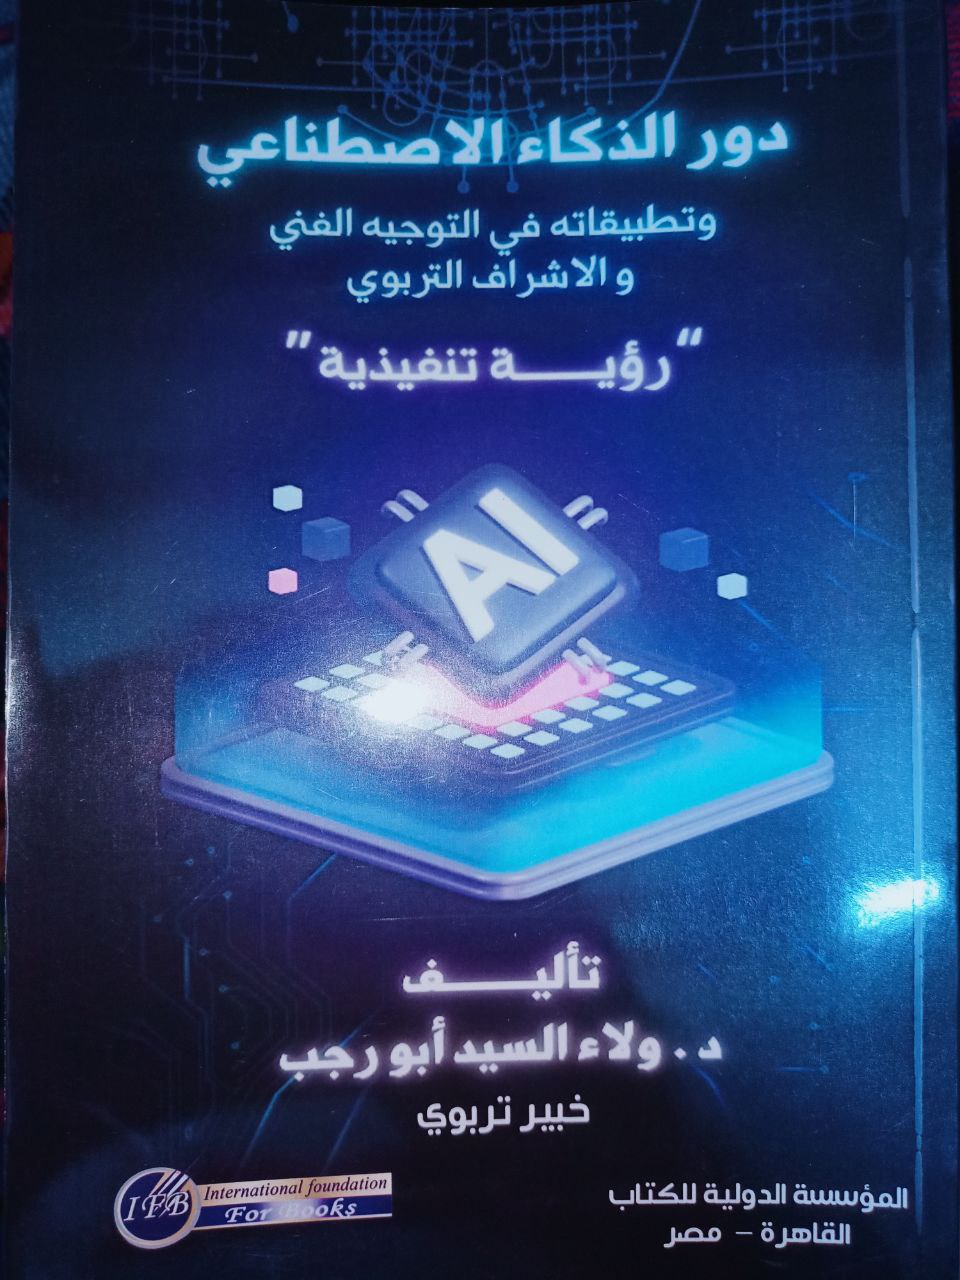 دور الذكاء الاصطناعي
وتطبيقاته في التوجيه الفني
والاشراف التربوي
"رؤيـــة تنفيذية"
AI
تأليـــف
د. ولاء السيد أبو رجب
خبير تربوي
IFB
International foundation
For Books
المؤسسة الدولية للكتاب
القاهرة – مصر